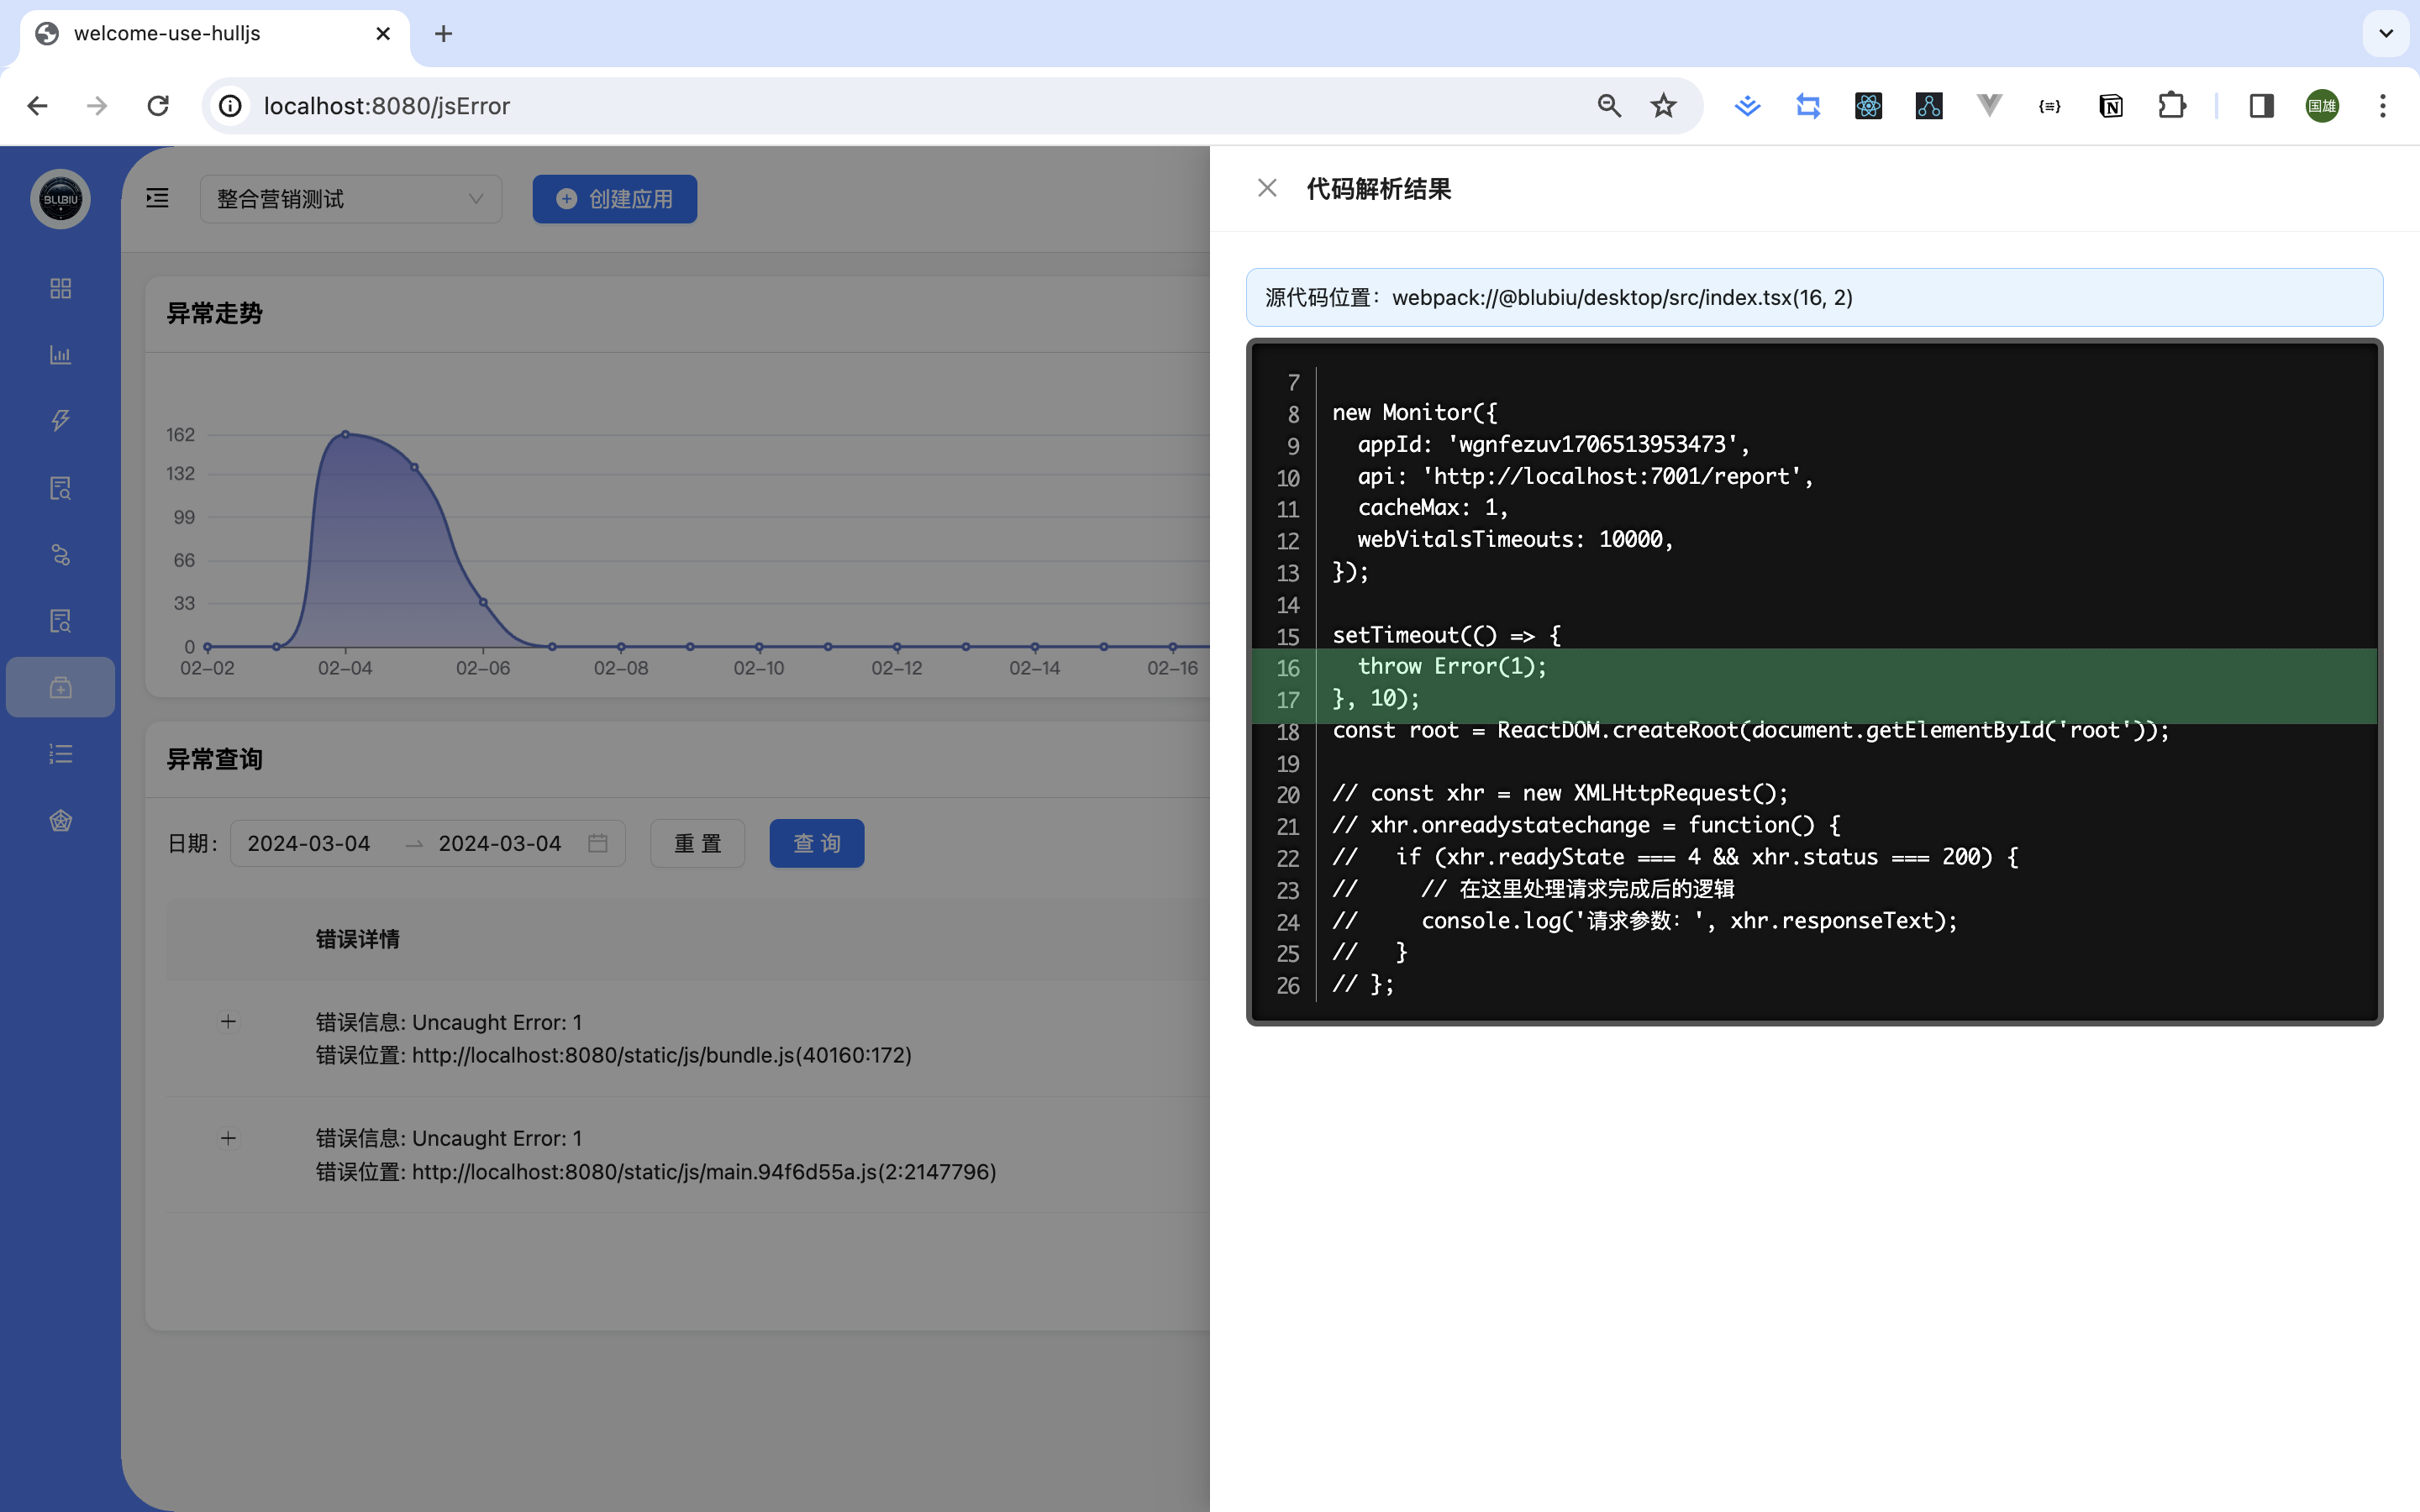 welcome-use-hulljs
localhost:8080/jsError
国雄
BLUBIU
整合营销测试
创建应用
异常走势
162
132
99
66
33
0
02-02 02-04 02-06 02-08 02-10 02-12 02-14 02-16
异常查询
日期: 2024-03-04 2024-03-04 重 置 查 询
错误详情
错误信息: Uncaught Error: 1
错误位置: http://localhost:8080/static/js/bundle.js(40160:172)
错误信息: Uncaught Error: 1
错误位置: http://localhost:8080/static/js/main.94f6d55a.js(2:2147796)
代码解析结果
源代码位置：webpack://@blubiu/desktop/src/index.tsx(16, 2)
7
8 new Monitor({
9   appId: 'wgnfezuv1706513953473',
10   api: 'http://localhost:7001/report',
11   cacheMax: 1,
12   webVitalsTimeouts: 10000,
13 });
14
15 setTimeout(() => {
16   throw Error(1);
17 }, 10);
18 const root = ReactDOM.createRoot(document.getElementById('root'));
19
20 // const xhr = new XMLHttpRequest();
21 // xhr.onreadystatechange = function() {
22 //   if (xhr.readyState === 4 && xhr.status === 200) {
23 //     // 在这里处理请求完成后的逻辑
24 //     console.log('请求参数：', xhr.responseText);
25 //   }
26 // };